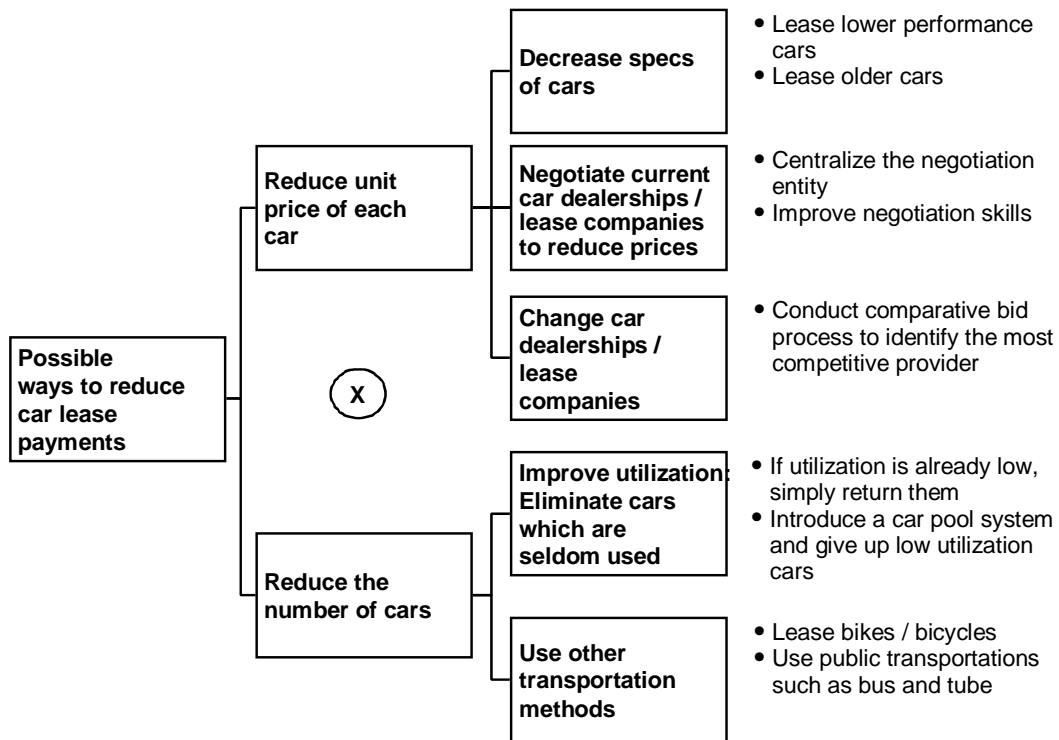 Possible
ways to reduce
car lease
payments
Reduce unit
price of each
car
X
Reduce the
number of cars
Decrease specs
of cars
• Lease lower performance
cars
• Lease older cars
Negotiate current
car dealerships /
lease companies
to reduce prices
• Centralize the negotiation
entity
• Improve negotiation skills
Change car
dealerships /
lease
companies
• Conduct comparative bid
process to identify the most
competitive provider
Improve utilization:
Eliminate cars
which are
seldom used
• If utilization is already low,
simply return them
• Introduce a car pool system
and give up low utilization
cars
Use other
transportation
methods
• Lease bikes / bicycles
• Use public transportations
such as bus and tube